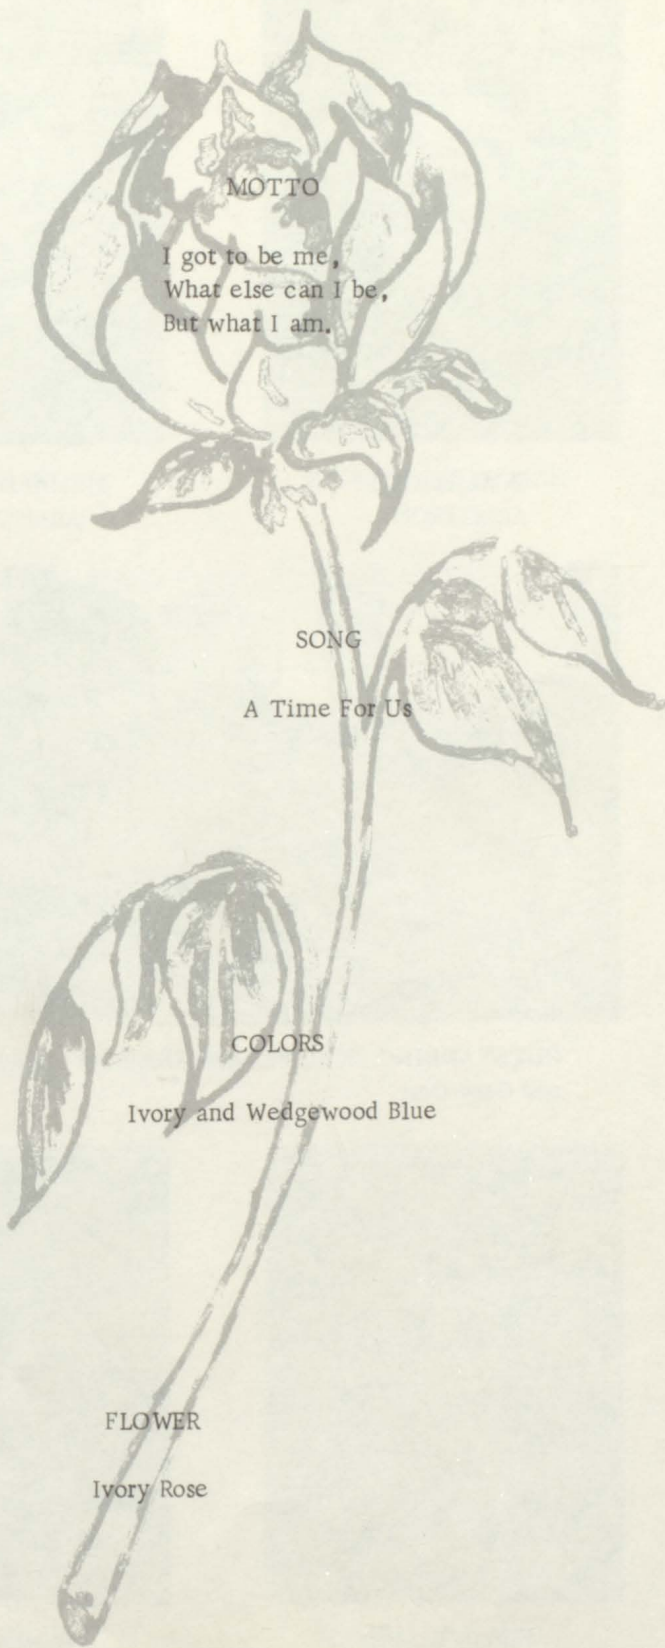 MOTTO
I got to be me,
What else can I be,
But what I am.
SONG
A Time For Us
COLORS
Ivory and Wedgewood Blue
FLOWER
Ivory Rose